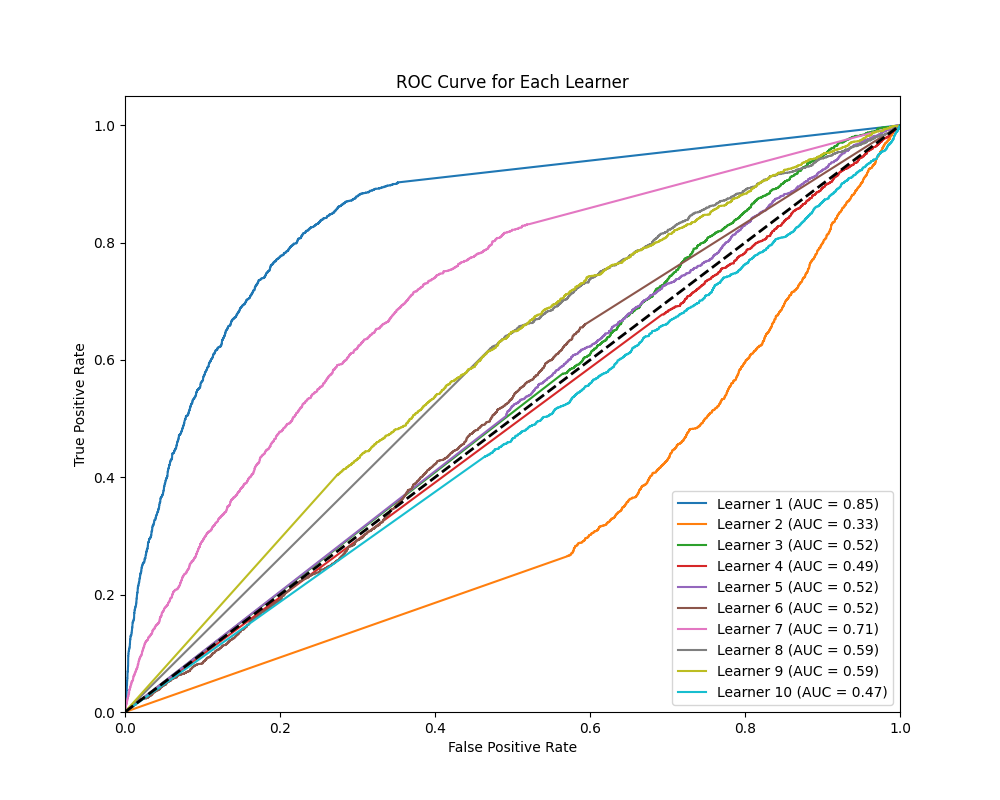 ROC Curve for Each Learner
True Positive Rate
1.0
0.8
0.6
0.4
0.2
0.0
Learner 1 (AUC = 0.85)
Learner 2 (AUC = 0.33)
Learner 3 (AUC = 0.52)
Learner 4 (AUC = 0.49)
Learner 5 (AUC = 0.52)
Learner 6 (AUC = 0.52)
Learner 7 (AUC = 0.71)
Learner 8 (AUC = 0.59)
Learner 9 (AUC = 0.59)
Learner 10 (AUC = 0.47)
0.0 0.2 0.4 0.6 0.8 1.0
False Positive Rate